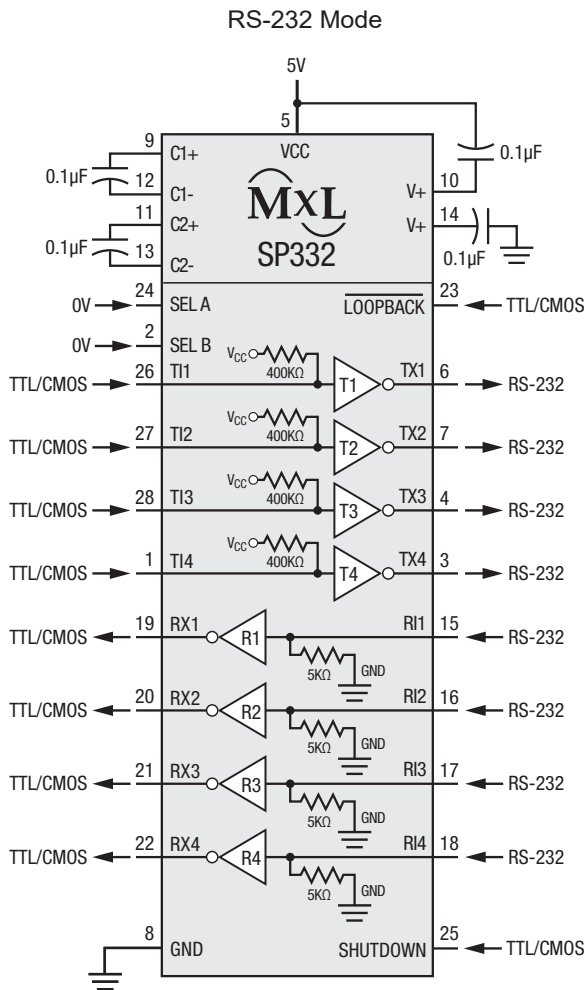 RS-232 Mode
5V
5
9
C1+
VCC
0.1µF
0.1µF
12
C1-
10
V+
11
C2+
MXL
14
V+
0.1µF
SP332
13
C2-
0.1µF
0V
24
SEL A
LOOPBACK
23
TTL/CMOS
0V
2
SEL B
TTL/CMOS
26
TI1
VCC
400KΩ
T1
TX1
6
RS-232
TTL/CMOS
27
TI2
VCC
400KΩ
T2
TX2
7
RS-232
TTL/CMOS
28
TI3
VCC
400KΩ
T3
TX3
4
RS-232
TTL/CMOS
1
TI4
VCC
400KΩ
T4
TX4
3
RS-232
TTL/CMOS
19
RX1
R1
5KΩ
GND
RI1
15
RS-232
TTL/CMOS
20
RX2
R2
5KΩ
GND
RI2
16
RS-232
TTL/CMOS
21
RX3
R3
5KΩ
GND
RI3
17
RS-232
TTL/CMOS
22
RX4
R4
5KΩ
GND
RI4
18
RS-232
8
GND
SHUTDOWN
25
TTL/CMOS